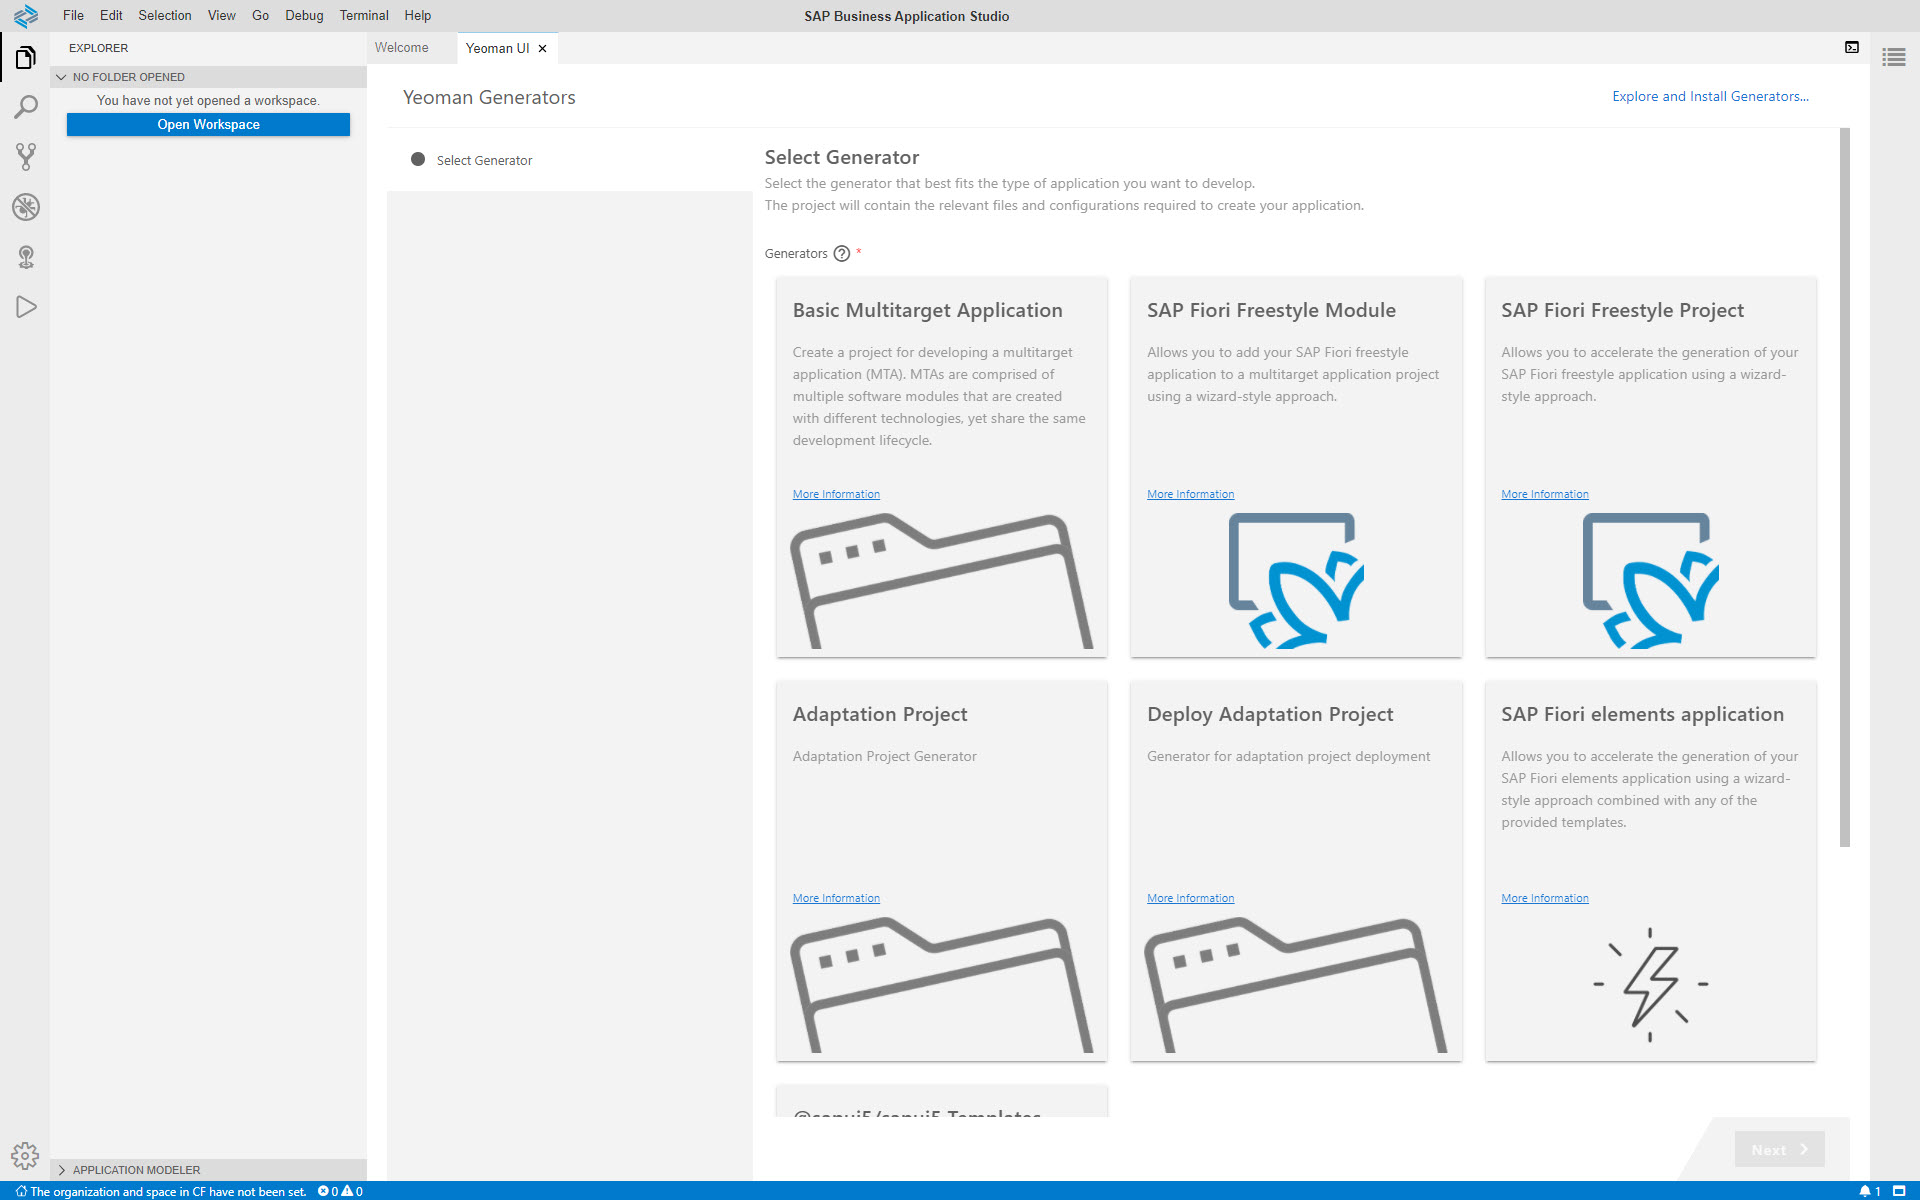 File Edit Selection View Go Debug Terminal Help
SAP Business Application Studio
EXPLORER
NO FOLDER OPENED
You have not yet opened a workspace.
Open Workspace
APPLICATION MODELER
Welcome
Yeoman UI
Yeoman Generators
Explore and Install Generators...
Select Generator
Select Generator
Select the generator that best fits the type of application you want to develop.
The project will contain the relevant files and configurations required to create your application.
Generators ? *
Basic Multitarget Application
Create a project for developing a multitarget
application (MTA). MTAs are comprised of
multiple software modules that are created
with different technologies, yet share the same
development lifecycle.
More Information
SAP Fiori Freestyle Module
Allows you to add your SAP Fiori freestyle
application to a multitarget application project
using a wizard-style approach.
More Information
SAP Fiori Freestyle Project
Allows you to accelerate the generation of your
SAP Fiori freestyle application using a wizard-
style approach.
More Information
Adaptation Project
Adaptation Project Generator
More Information
Deploy Adaptation Project
Generator for adaptation project deployment
More Information
SAP Fiori elements application
Allows you to accelerate the generation of your
SAP Fiori elements application using a wizard-
style approach combined with any of the
provided templates.
More Information
@sapui5/sapui5-Templates
Next
The organization and space in CF have not been set. 0 0
1